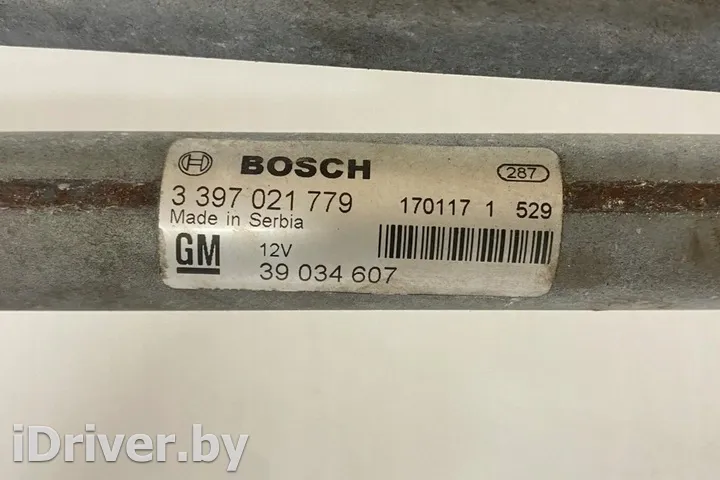 BOSCH 287
3 397 021 779 170117 1 529
Made in Serbia
GM 12V
39 034 607
iDriver.by